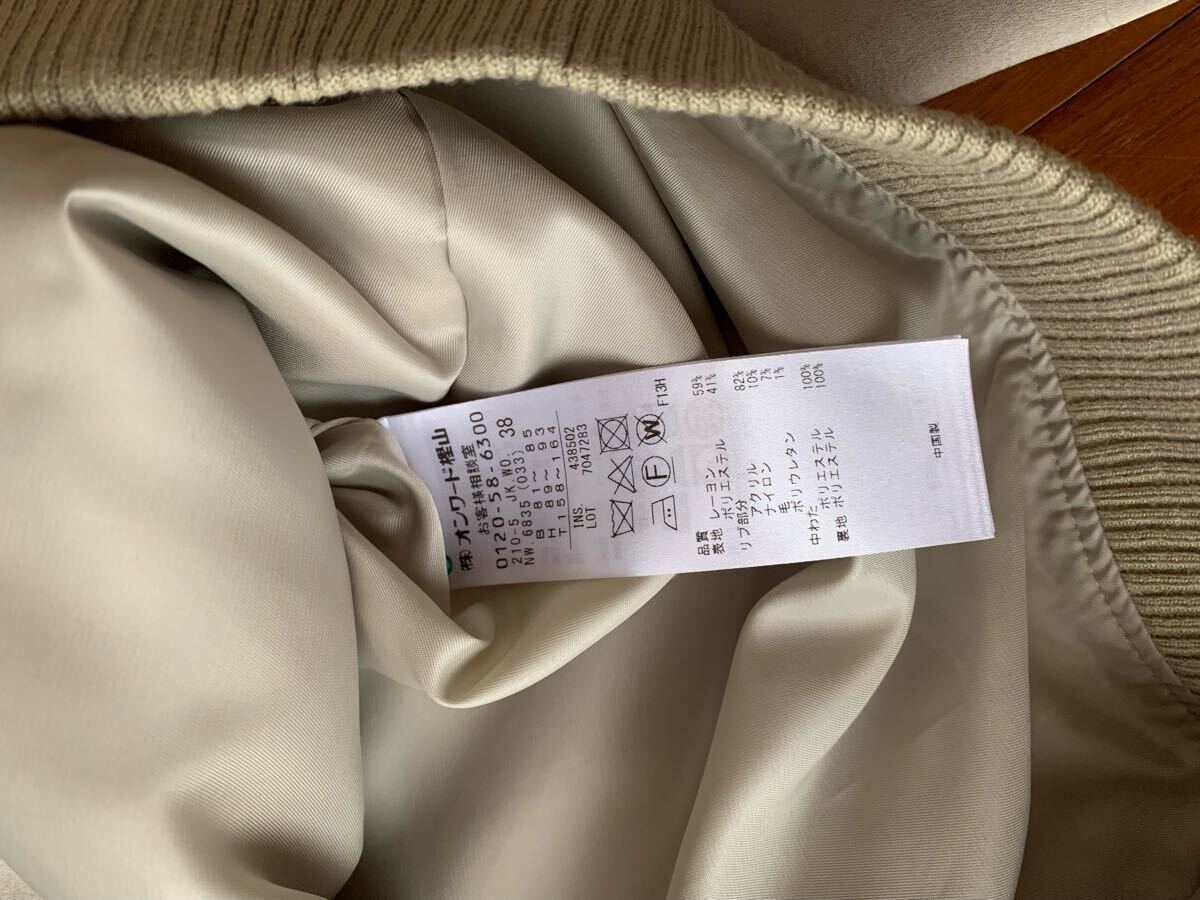 ㈱オンワード樫山
お客様相談室
0120-58-6300
210-5 JK.WO. 38
NW.6835 (033)
B 81~ 85
H 89~ 93
T158~164
INS. 438502
LOT 7047283
F
W
F13H
品質
表地 レーヨン 59%
ポリエステル 41%
リブ部分
アクリル 82%
ナイロン 10%
毛 7%
ポリウレタン 1%
中わた ポリエステル 100%
裏地 ポリエステル 100%
中国製